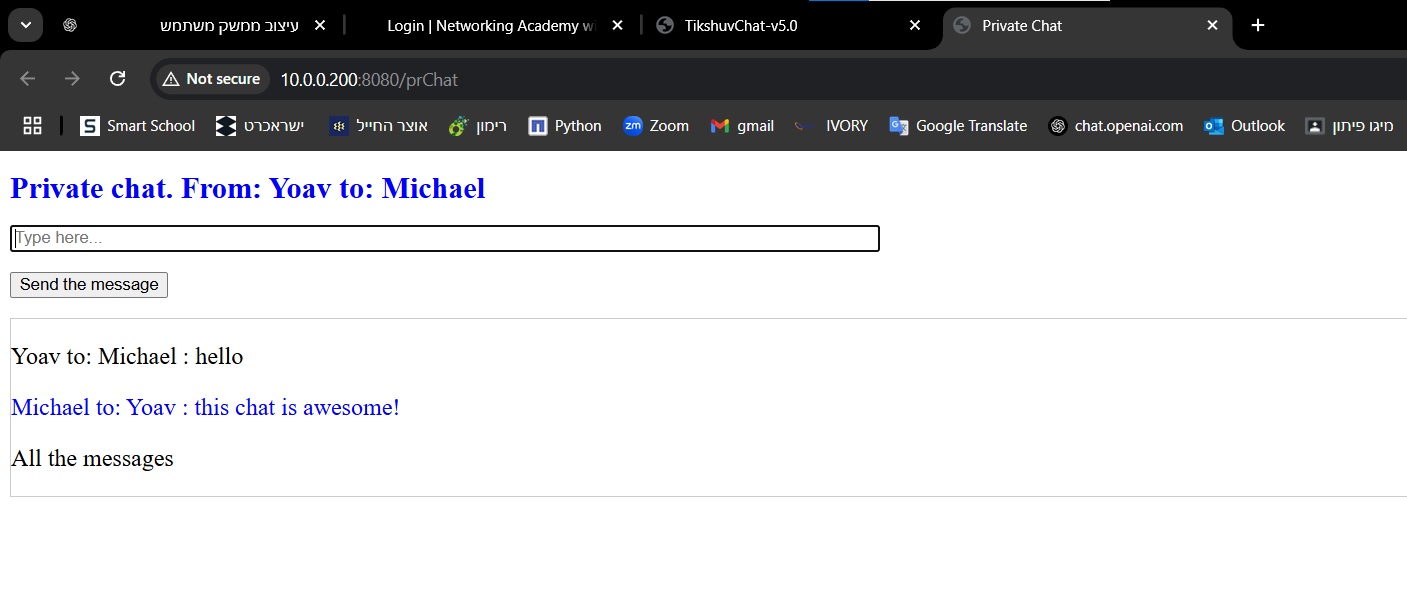 עיצוב ממשק משתמש
Login | Networking Academy wi
TikshuvChat-v5.0
Private Chat
Not secure 10.0.0.200:8080/prChat
Smart School ישראכרט אוצר החייל רימון Python Zoom gmail IVORY Google Translate chat.openai.com Outlook מיגו פיתון
Private chat. From: Yoav to: Michael
Type here...
Send the message
Yoav to: Michael : hello
Michael to: Yoav : this chat is awesome!
All the messages